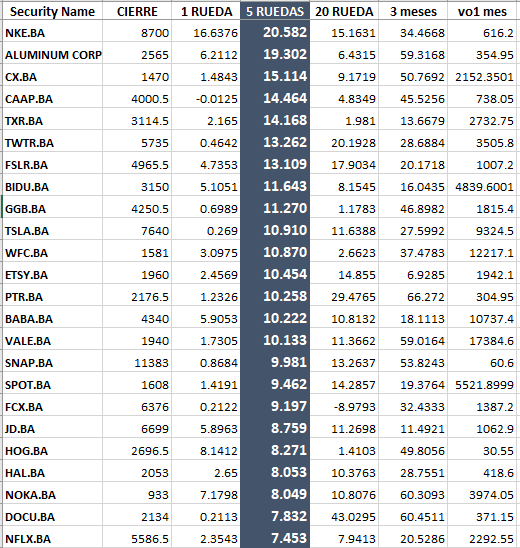 Security Name CIERRE 1 RUEDA 5 RUEDAS 20 RUEDA 3 meses vo1 mes
NKE.BA 8700 16.6376 20.582 15.1631 34.4668 616.2
ALUMINUM CORP 2565 6.2112 19.302 6.4315 59.3168 354.95
CX.BA 1470 1.4843 15.114 9.1719 50.7692 2152.3501
CAAP.BA 4000.5 -0.0125 14.464 4.8349 45.5256 738.05
TXR.BA 3114.5 2.165 14.168 1.981 13.6679 2732.75
TWTR.BA 5735 0.4642 13.262 20.1928 28.6884 3505.8
FSLR.BA 4965.5 4.7353 13.109 17.9034 20.1718 1007.2
BIDU.BA 3150 5.1051 11.643 8.1545 16.0435 4839.6001
GGB.BA 4250.5 0.6989 11.270 1.1783 46.8982 1815.4
TSLA.BA 7640 0.269 10.910 11.6388 27.5992 9324.5
WFC.BA 1581 3.0975 10.870 2.6623 37.4783 12217.1
ETSY.BA 1960 2.4569 10.454 14.855 6.9285 1942.1
PTR.BA 2176.5 1.2326 10.258 29.4765 66.272 304.95
BABA.BA 4340 5.9053 10.222 10.8132 18.1113 10737.4
VALE.BA 1940 1.7305 10.133 11.3662 59.0164 17384.6
SNAP.BA 11383 0.8684 9.981 13.2637 53.8243 60.6
SPOT.BA 1608 1.4191 9.462 14.2857 19.3764 5521.8999
FCX.BA 6376 0.2122 9.197 -8.9793 32.4333 1387.2
JD.BA 6699 5.8963 8.759 11.2698 11.4921 1062.9
HOG.BA 2696.5 8.1412 8.271 1.4103 49.8056 30.55
HAL.BA 2053 2.65 8.053 10.3763 28.7551 418.6
NOKA.BA 933 7.1798 8.049 10.8076 60.3093 3974.05
DOCU.BA 2134 0.2113 7.832 43.0295 60.4511 371.15
NFLX.BA 5586.5 2.3543 7.453 7.9413 20.5286 2292.55